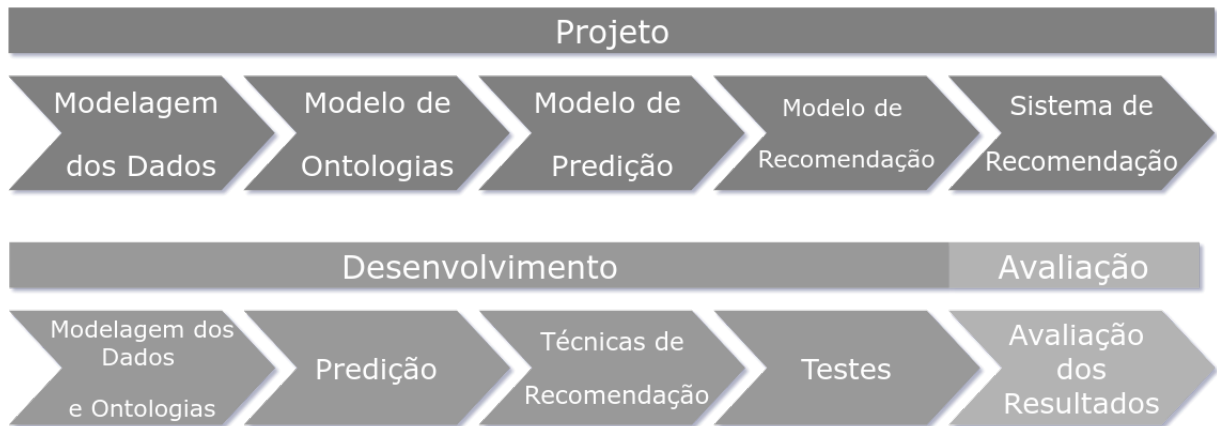 Projeto
Modelagem
dos Dados
Modelo de
Ontologias
Modelo de
Predição
Modelo de
Recomendação
Sistema de
Recomendação
Desenvolvimento
Avaliação
Modelagem dos
Dados
e Ontologias
Predição
Técnicas de
Recomendação
Testes
Avaliação
dos
Resultados